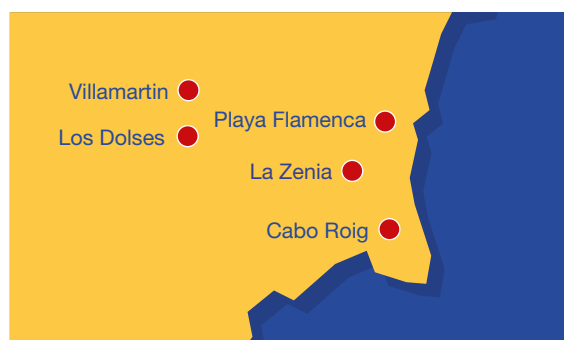 Villamartin
Playa Flamenca
Los Dolses
La Zenia
Cabo Roig